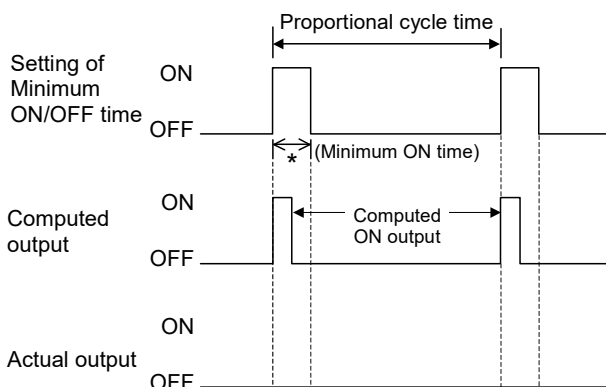 Proportional cycle time
Setting of
Minimum
ON/OFF time
ON
OFF
*
(Minimum ON time)
Computed
output
ON
OFF
Computed
ON output
Actual output
ON
OFF